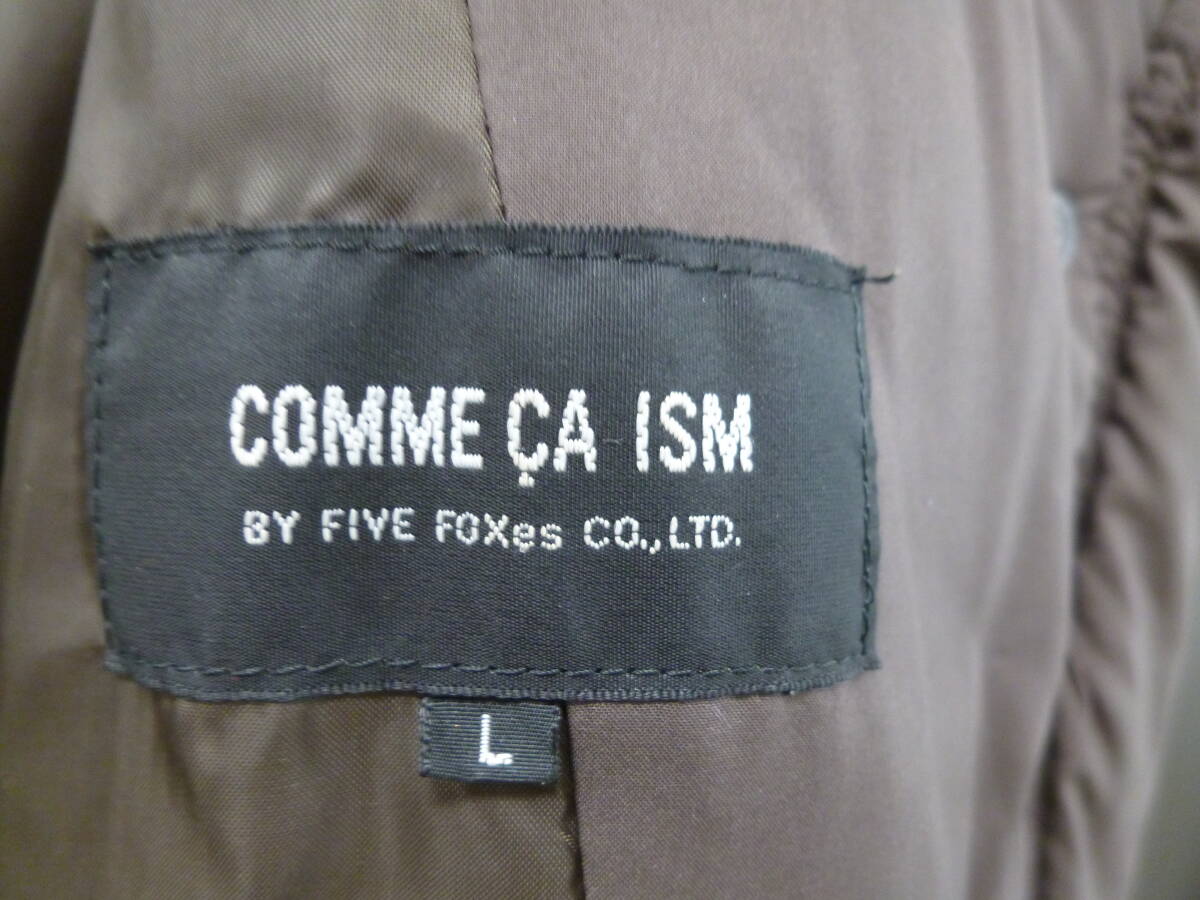 COMME ÇA ISM
BY FIVE FOXes CO., LTD.
L